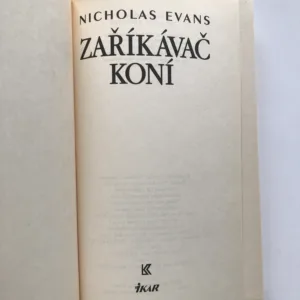 NICHOLAS EVANS
ZAŘÍKÁVAČ
KONÍ
K
IKAR